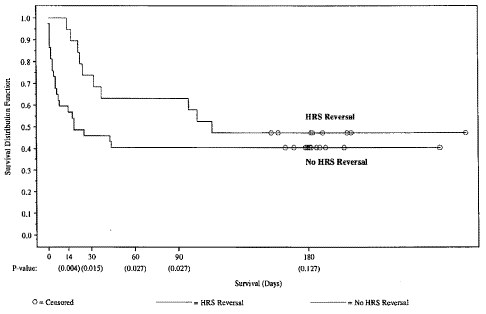 Survival Distribution Function
1.0
0.9
0.8
0.7
0.6
0.5
0.4
0.3
0.2
0.1
0.0
HRS Reversal
No HRS Reversal
0 14 30 60 90 180
P-value: (0.004) (0.015) (0.027) (0.027) (0.127)
Survival (Days)
= Censored = HRS Reversal = No HRS Reversal